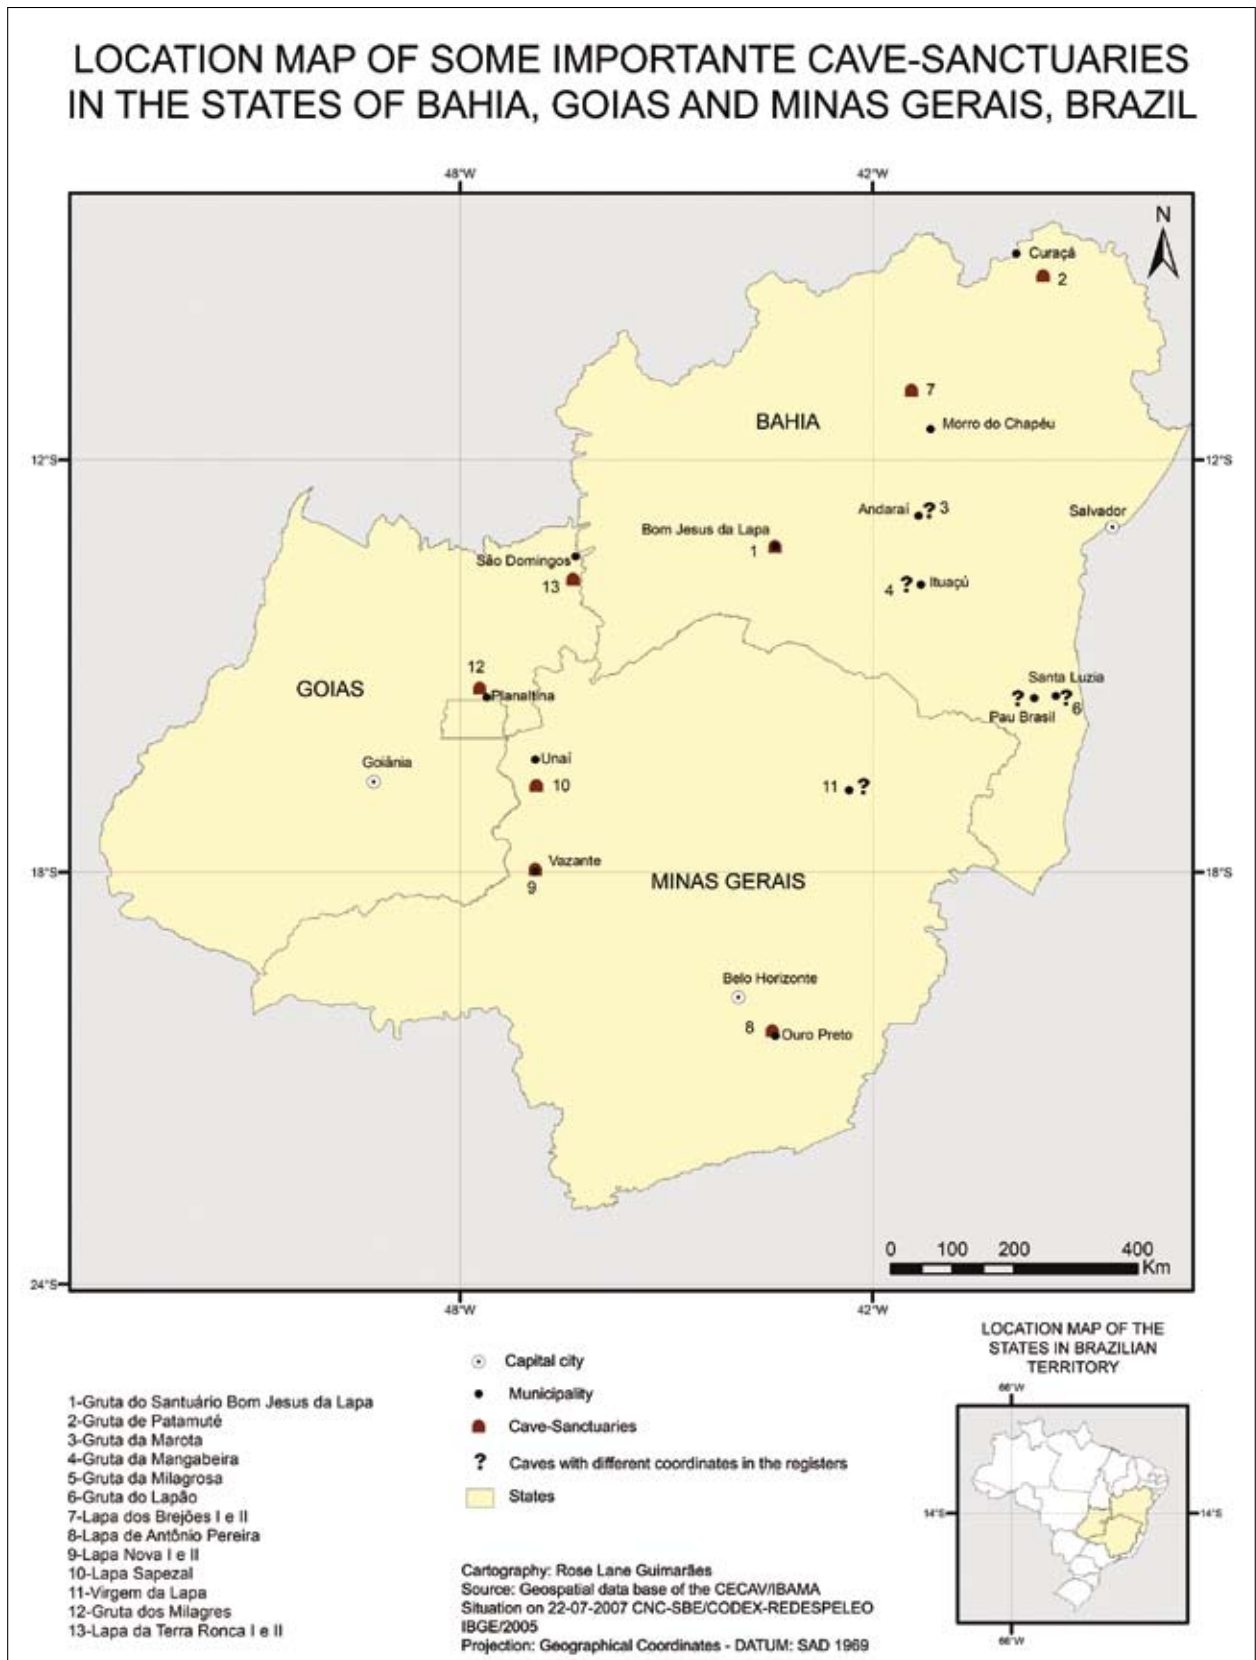 LOCATION MAP OF SOME IMPORTANTE CAVE-SANCTUARIES
IN THE STATES OF BAHIA, GOIAS AND MINAS GERAIS, BRAZIL
48°W
42°W
N
Curaçá
2
7
BAHIA
Morro do Chapéu
12°S
12°S
Andaraí
?
3
Salvador
Bom Jesus da Lapa
1
São Domingos
13
4
?
Ituaçú
12
GOIAS
Planaltina
Santa Luzia
?
?
6
Pau Brasil
Goiânia
Unaí
10
11
?
Vazante
9
18°S
18°S
MINAS GERAIS
Belo Horizonte
8
Ouro Preto
0 100 200 400
Km
24°S
48°W
42°W
1-Gruta do Santuário Bom Jesus da Lapa
2-Gruta de Patamuté
3-Gruta da Marota
4-Gruta da Mangabeira
5-Gruta da Milagrosa
6-Gruta do Lapão
7-Lapa dos Brejões I e II
8-Lapa de Antônio Pereira
9-Lapa Nova I e II
10-Lapa Sapezal
11-Virgem da Lapa
12-Gruta dos Milagres
13-Lapa da Terra Ronca I e II
Capital city
Municipality
Cave-Sanctuaries
? Caves with different coordinates in the registers
States
Cartography: Rose Lane Guimarães
Source: Geospatial data base of the CECAV/IBAMA
Situation on 22-07-2007 CNC-SBE/CODEX-REDESPELEO
IBGE/2005
Projection: Geographical Coordinates - DATUM: SAD 1969
LOCATION MAP OF THE
STATES IN BRAZILIAN
TERRITORY
66°W
14°S
14°S
66°W